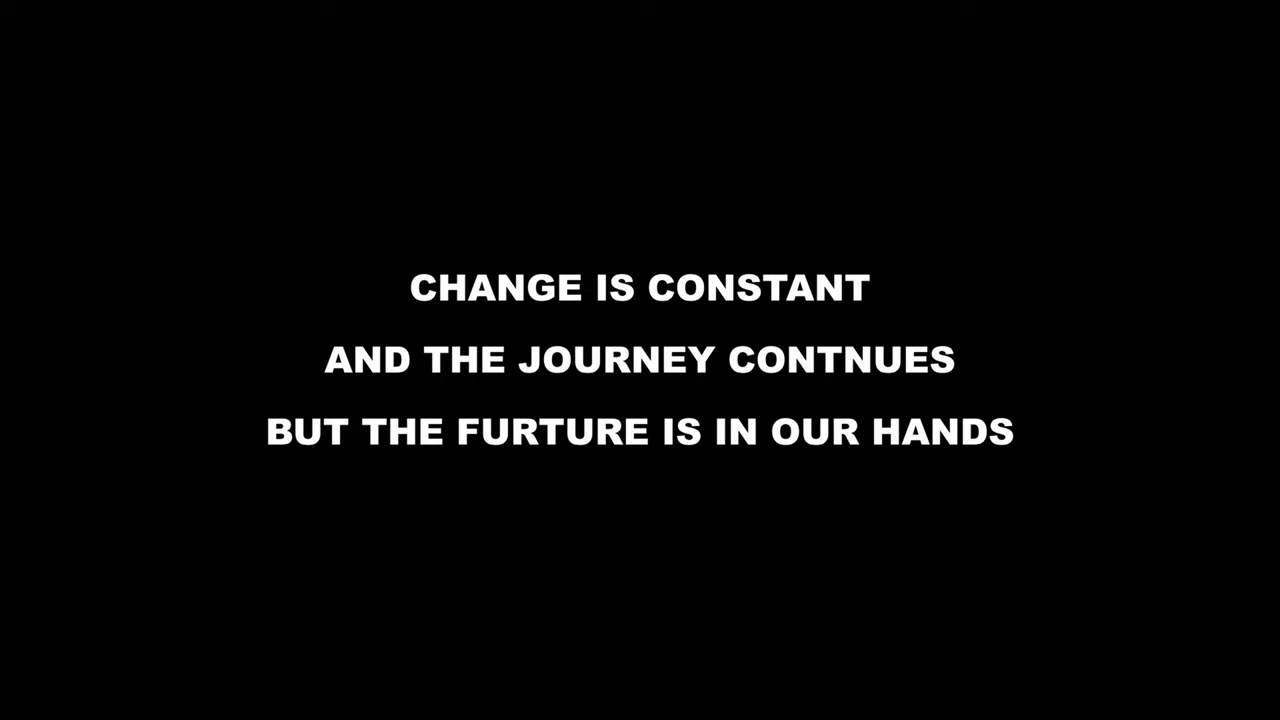 CHANGE IS CONSTANT
AND THE JOURNEY CONTNUES
BUT THE FURTURE IS IN OUR HANDS